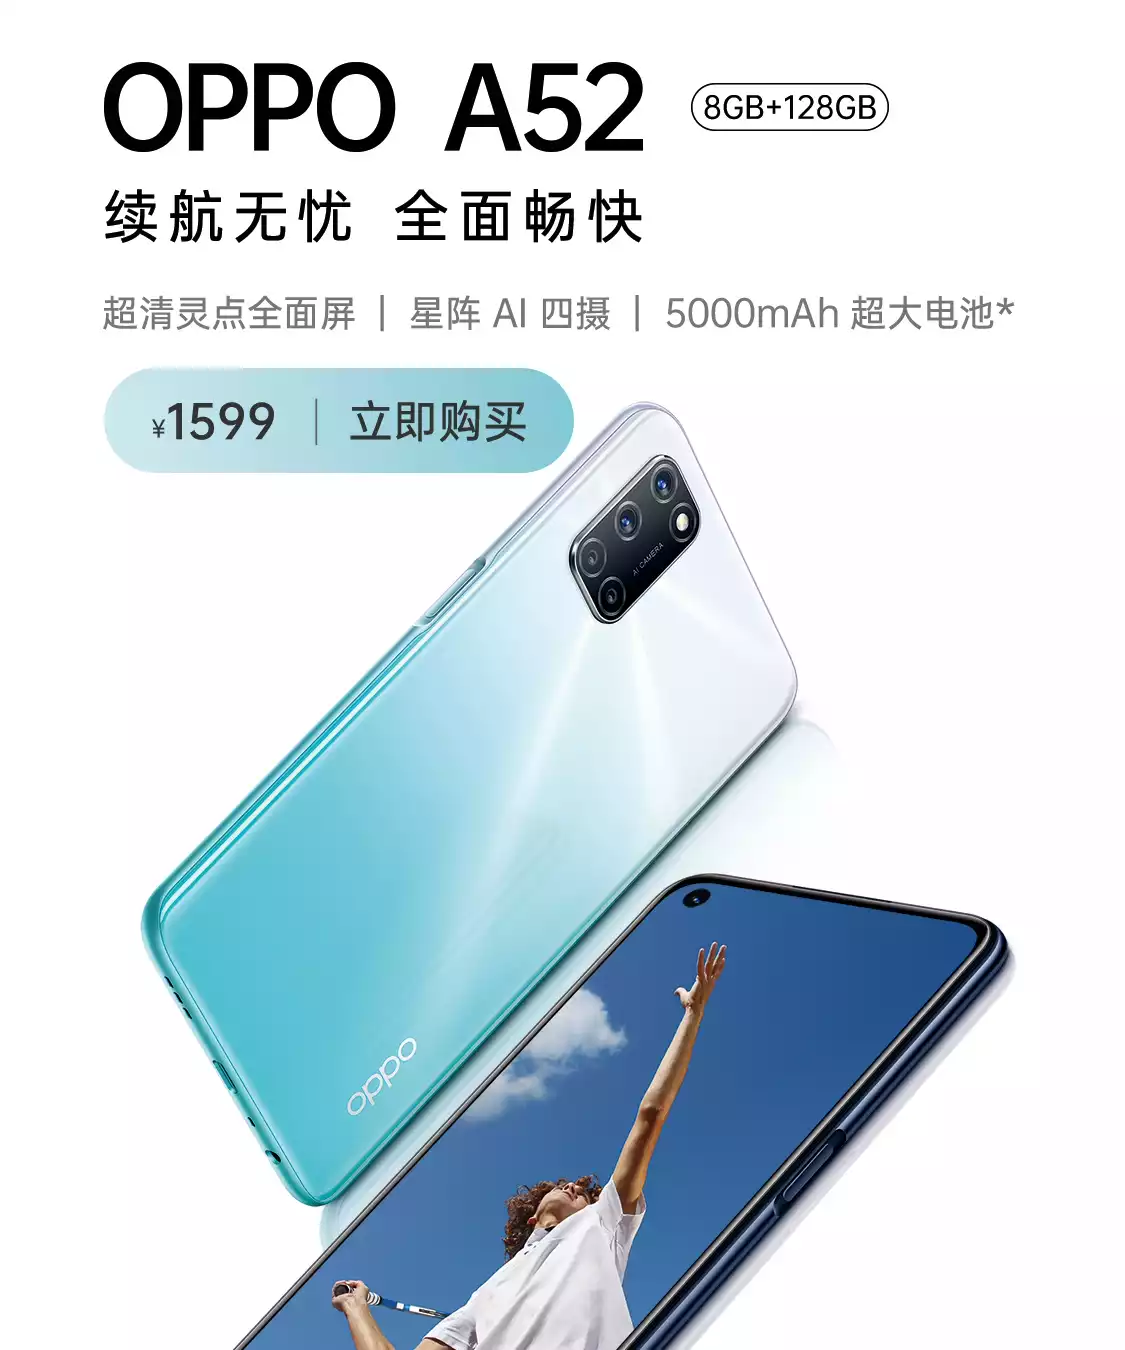 OPPO A52 8GB+128GB
续航无忧 全面畅快
超清灵点全面屏 | 星阵 AI 四摄 | 5000mAh 超大电池*
¥1599 | 立即购买
AI CAMERA
oppo